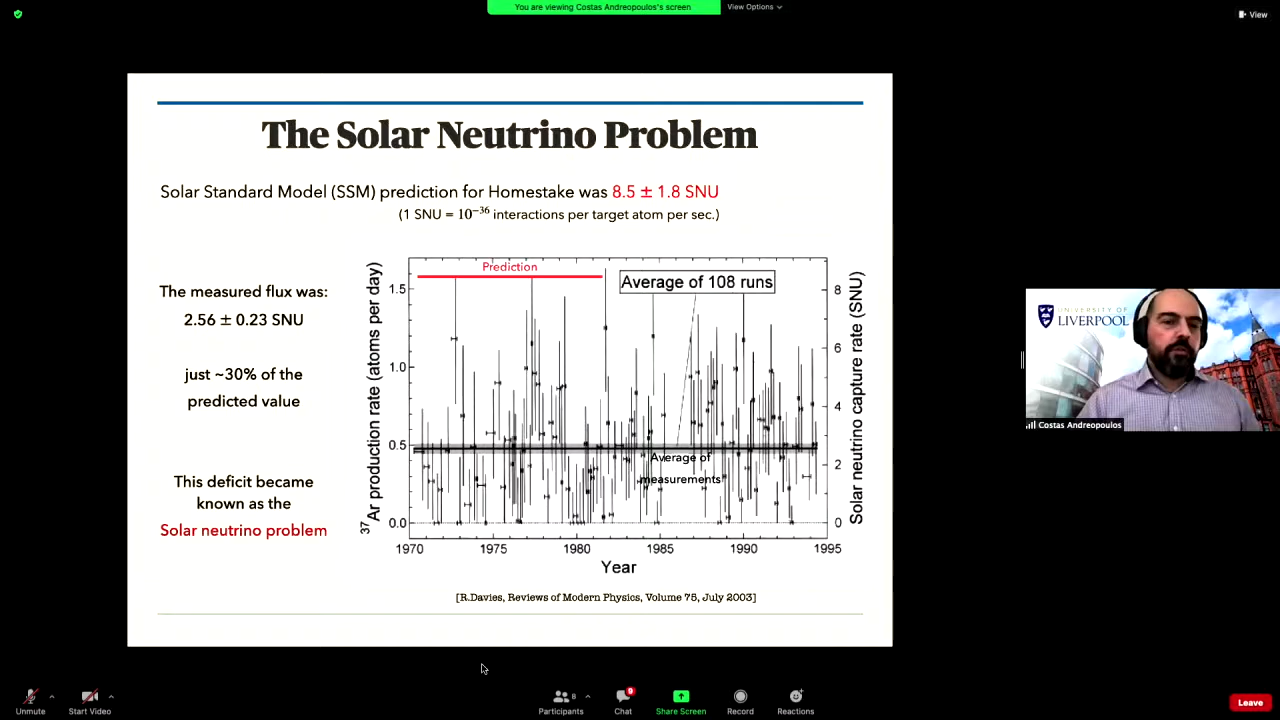 You are viewing Costas Andreopoulos's screen
View Options
View
The Solar Neutrino Problem
Solar Standard Model (SSM) prediction for Homestake was 8.5 ± 1.8 SNU
(1 SNU = 10⁻³⁶ interactions per target atom per sec.)
The measured flux was:
2.56 ± 0.23 SNU
just ~30% of the
predicted value
This deficit became
known as the
Solar neutrino problem
Prediction
Average of 108 runs
Average of
measurements
³⁷Ar production rate (atoms per day)
1.5
1.0
0.5
0.0
Solar neutrino capture rate (SNU)
8
6
4
2
0
1970 1975 1980 1985 1990 1995
Year
[R.Davies, Reviews of Modern Physics, Volume 75, July 2003]
UNIVERSITY OF
LIVERPOOL
Costas Andreopoulos
Unmute
Start Video
Participants
8
Chat
9
Share Screen
Record
Reactions
Leave